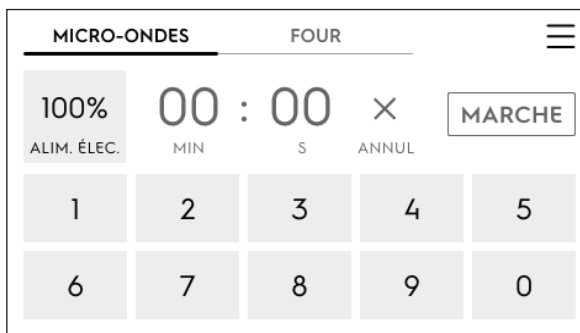 MICRO-ONDES FOUR
100% 00 : 00 × MARCHE
ALIM. ÉLEC. MIN S ANNUL
1 2 3 4 5
6 7 8 9 0